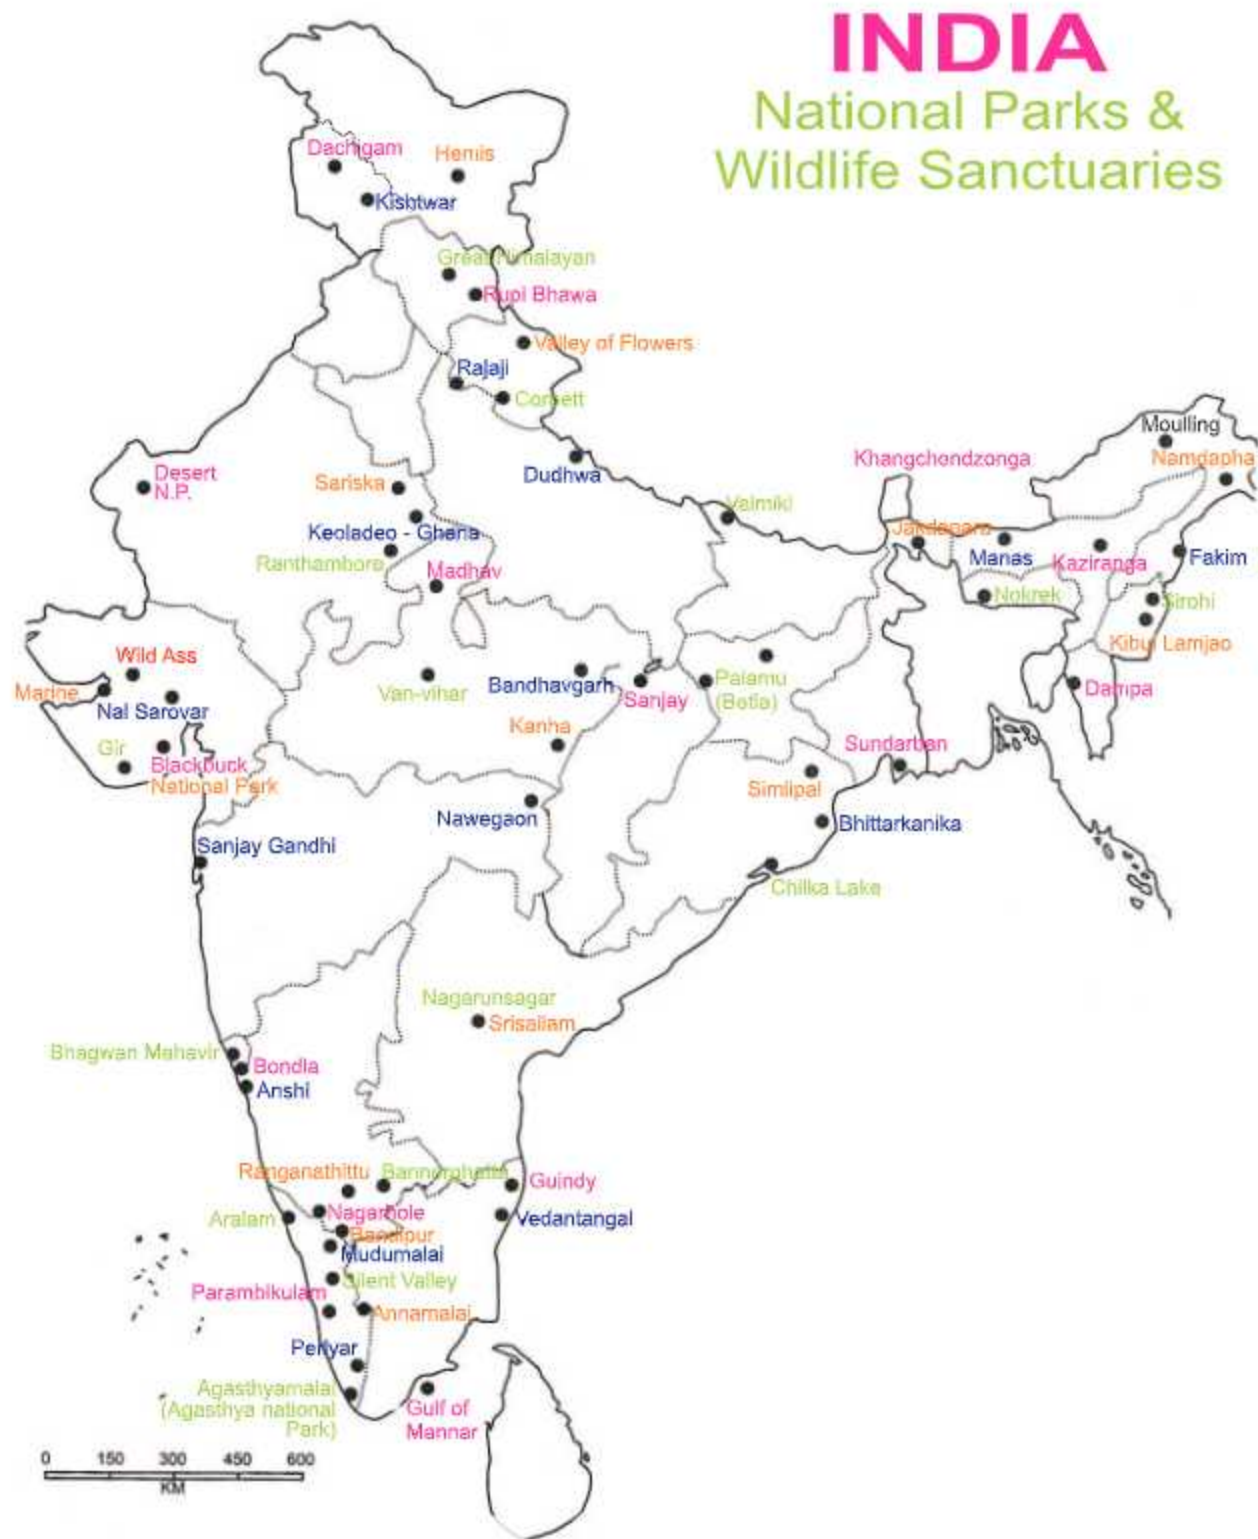 INDIA
National Parks &
Wildlife Sanctuaries
Dachigam
Hemis
Kishtwar
Great Himalayan
Rupi Bhawa
Valley of Flowers
Rajaji
Corbett
Dudhwa
Khangchendzonga
Moulling
Namdapha
Desert
N.P.
Sariska
Keoladeo - Ghana
Ranthambore
Madhav
Valmiki
Jaldapara
Manas
Kaziranga
Fakim
Nokrek
Sirohi
Kibul Lamjao
Dampa
Wild Ass
Marine
Nal Sarovar
Gir
Blackbuck
National Park
Van-vihar
Bandhavgarh
Sanjay
Palamu
(Betla)
Kanha
Sundarban
Simlipal
Nawegaon
Bhittarkanika
Sanjay Gandhi
Chilka Lake
Nagarunsagar
Srisailam
Bhagwan Mahavir
Bondla
Anshi
Ranganathittu
Bannerghatta
Guindy
Nagarhole
Vedantangal
Aralam
Bandipur
Mudumalai
Silent Valley
Parambikulam
Annamalai
Periyar
Agasthyamalai
(Agasthya national
Park)
Gulf of
Mannar
0 150 300 450 600
KM